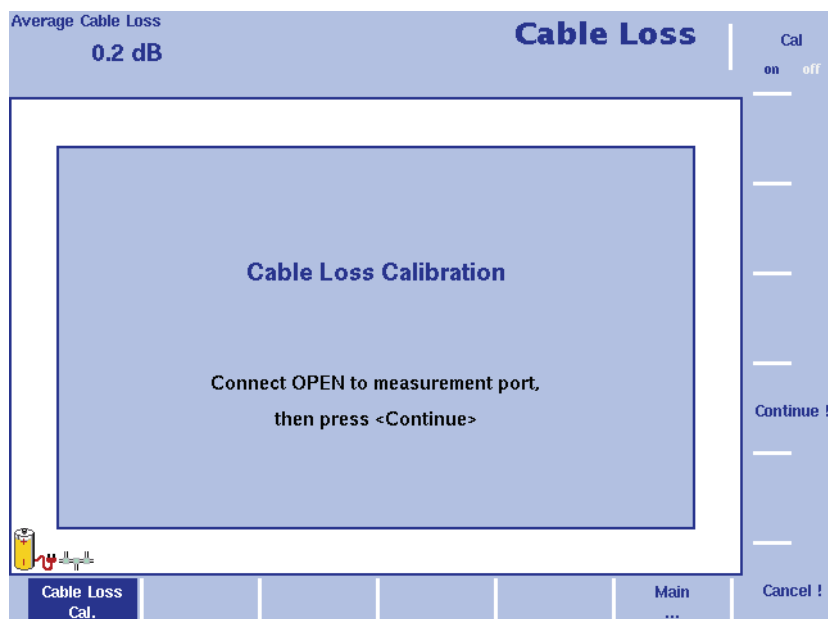 Average Cable Loss
0.2 dB
Cable Loss
Cal
on off
Cable Loss Calibration
Connect OPEN to measurement port,
then press <Continue>
Continue !
Cable Loss
Cal.
Main
...
Cancel !